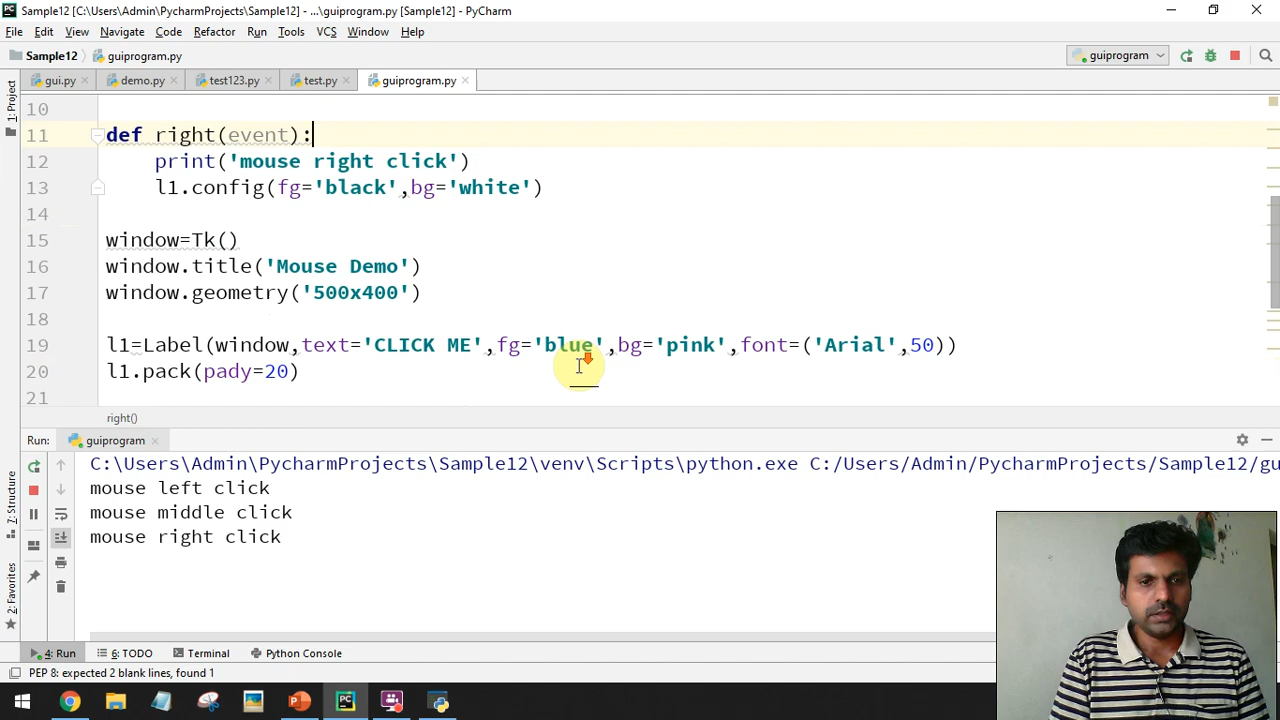 Sample12 [C:\Users\Admin\PycharmProjects\Sample12] - ...\guiprogram.py [Sample12] - PyCharm
File Edit View Navigate Code Refactor Run Tools VCS Window Help
Sample12 guiprogram.py guiprogram
1: Project
gui.py demo.py test123.py test.py guiprogram.py
10
11 def right(event):
12 print('mouse right click')
13 l1.config(fg='black',bg='white')
14
15 window=Tk()
16 window.title('Mouse Demo')
17 window.geometry('500x400')
18
19 l1=Label(window,text='CLICK ME',fg='blue',bg='pink',font=('Arial',50))
20 l1.pack(pady=20)
21
right()
Run: guiprogram
C:\Users\Admin\PycharmProjects\Sample12\venv\Scripts\python.exe C:/Users/Admin/PycharmProjects/Sample12/gu
mouse left click
mouse middle click
mouse right click
Z: Structure
2: Favorites
4: Run 6: TODO Terminal Python Console
PEP 8: expected 2 blank lines, found 1